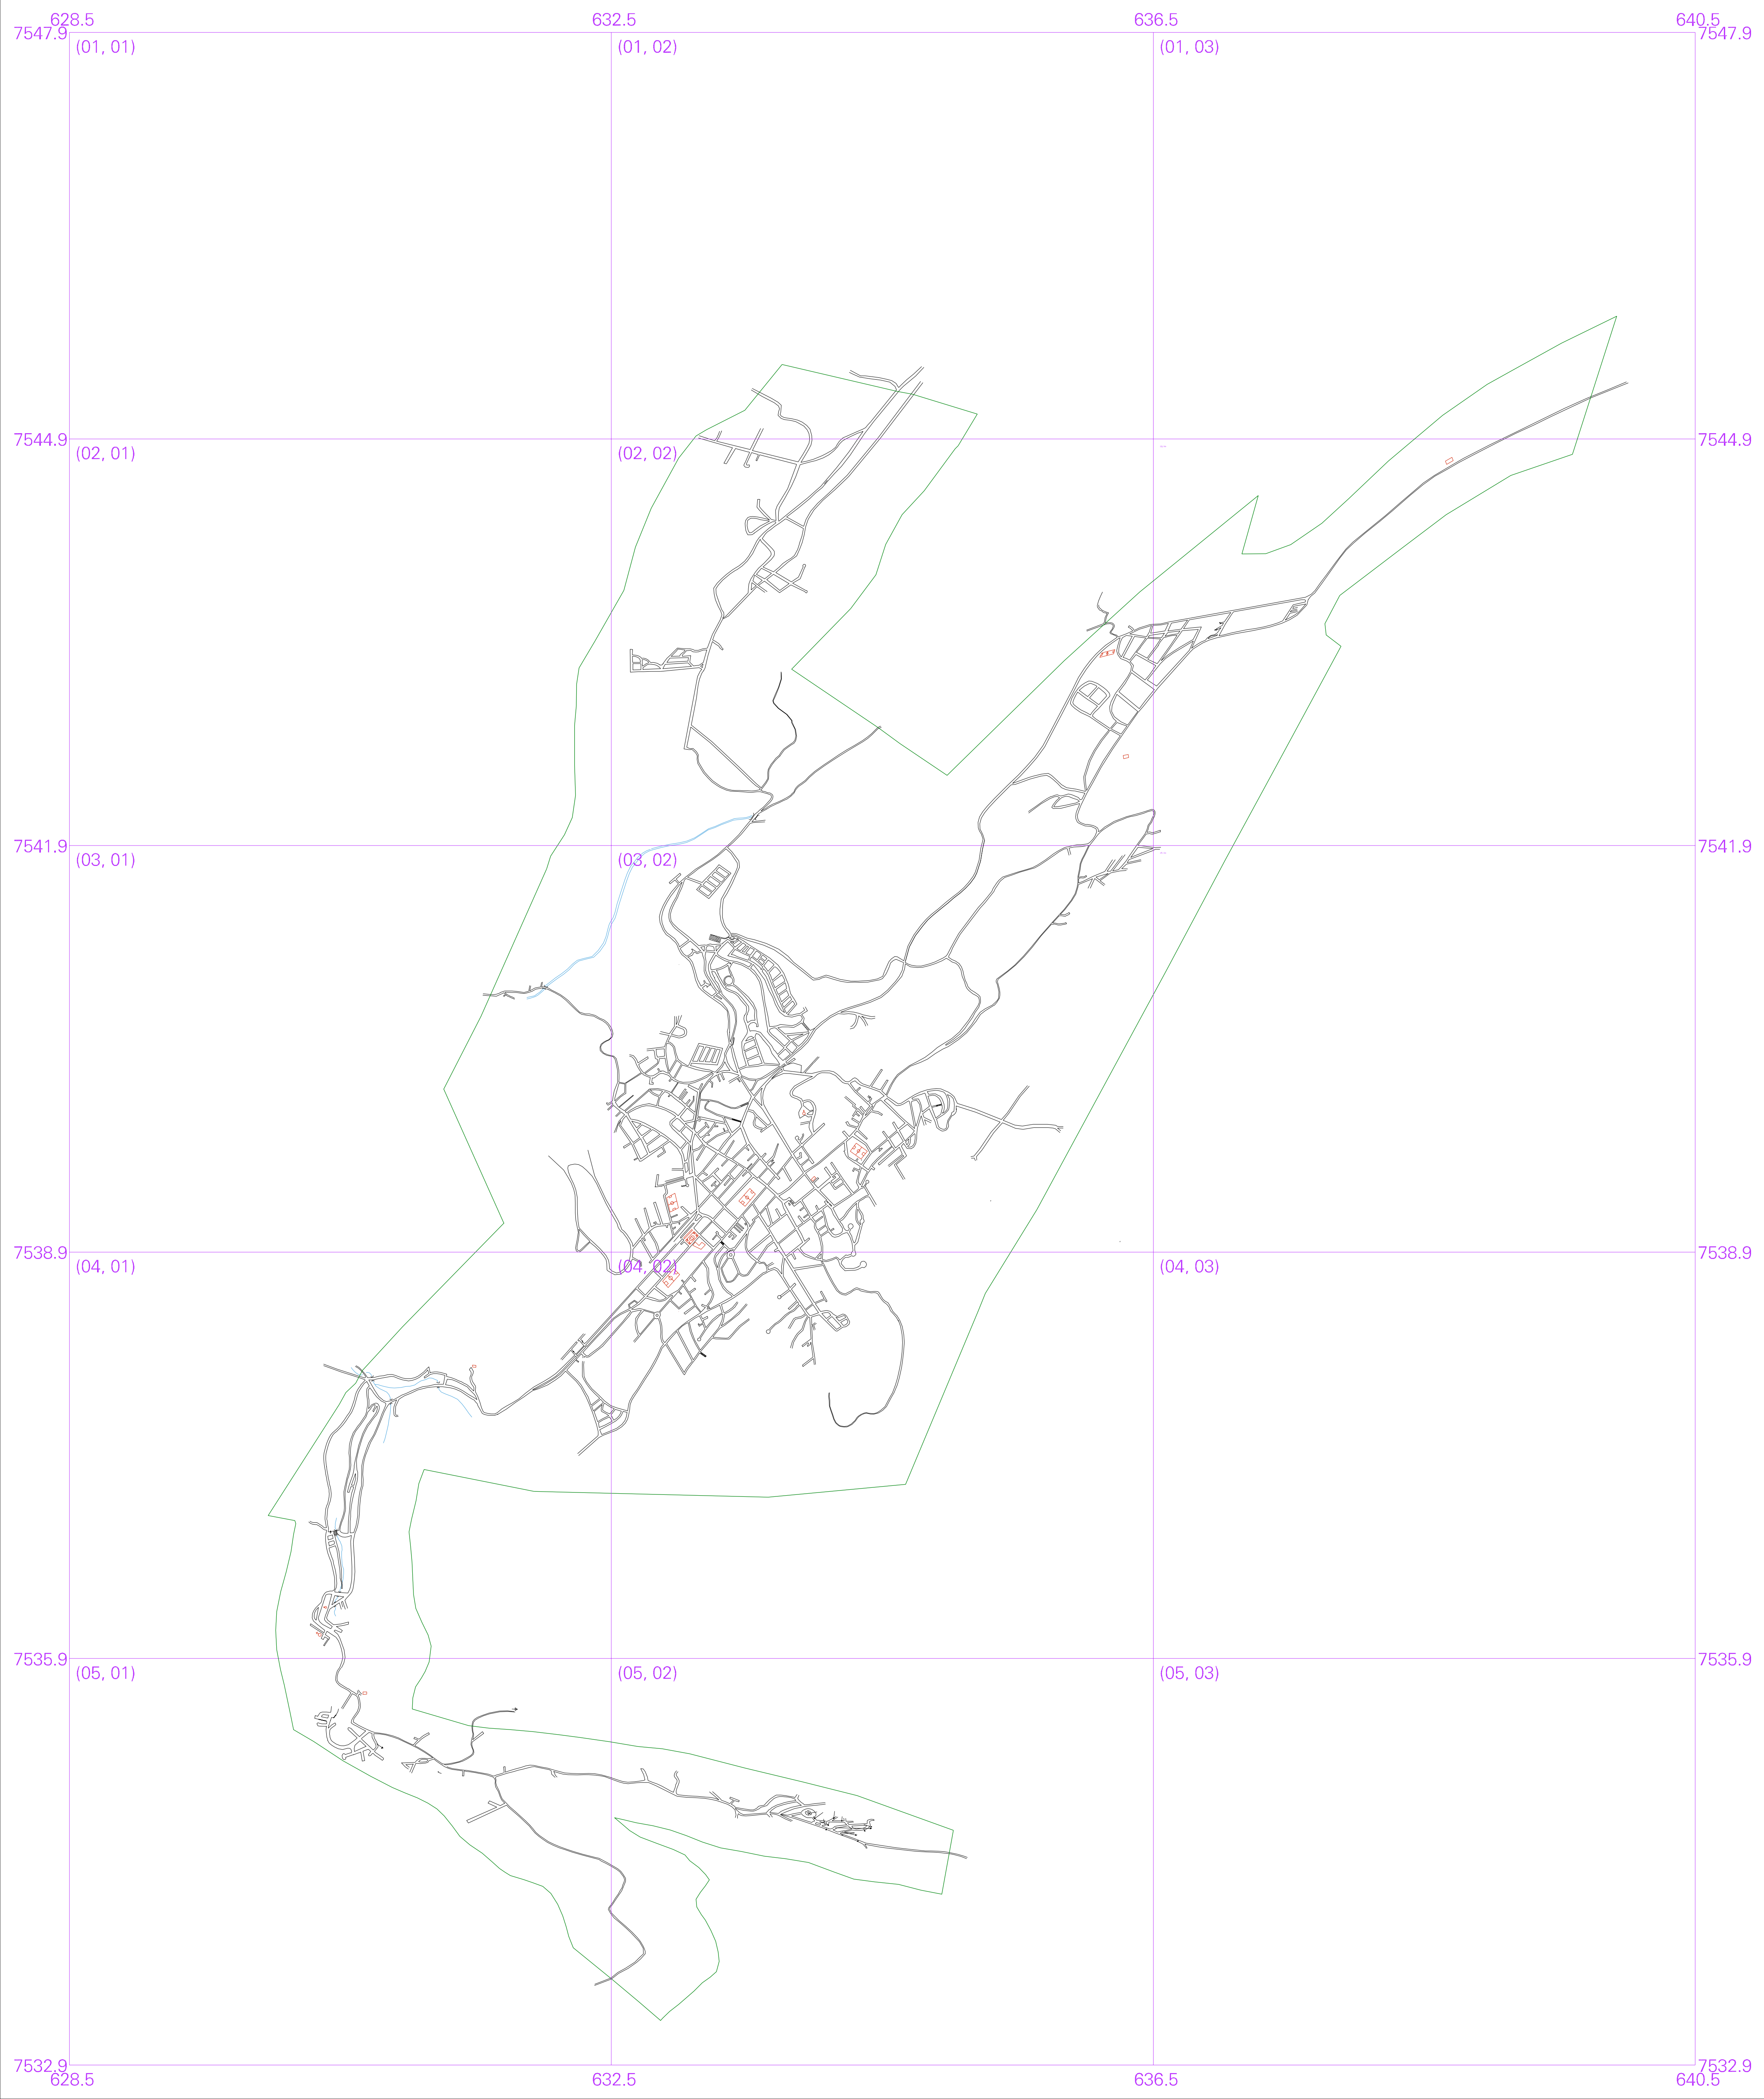 628.5 632.5 636.5 640.5
7547.9 7547.9
(01, 01) (01, 02) (01, 03)
7544.9 7544.9
(02, 01) (02, 02)
7541.9 7541.9
(03, 01) (03, 02)
7538.9 7538.9
(04, 01) (04, 02) (04, 03)
7535.9 7535.9
(05, 01) (05, 02) (05, 03)
7532.9 7532.9
628.5 632.5 636.5 640.5